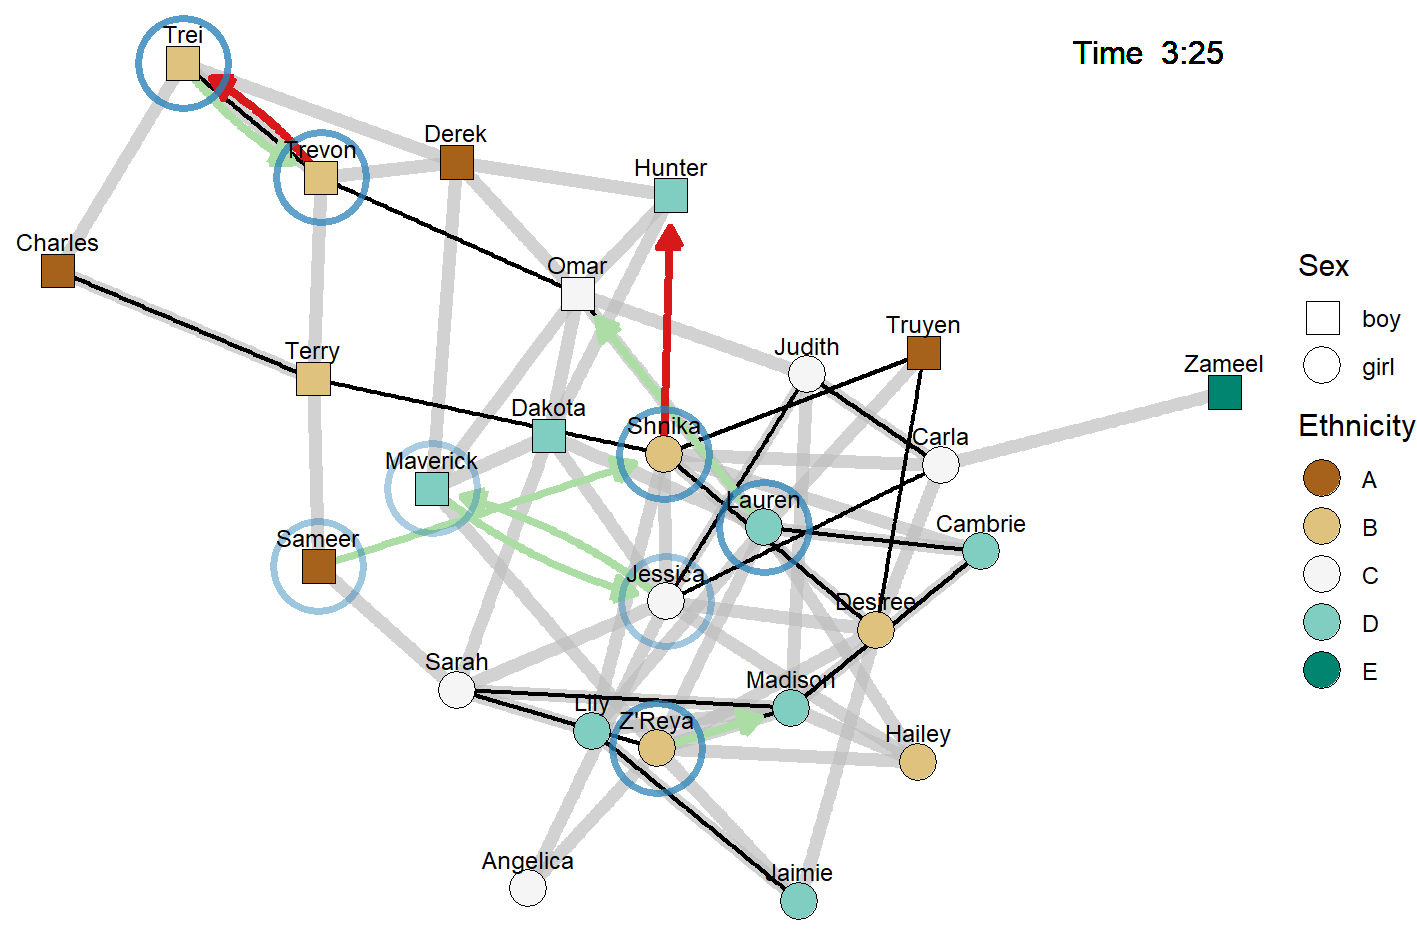 Trei
Time  3:25
Derek
Trevon
Hunter
Charles
Omar
Sex
boy
Truyen
Judith
Terry
Zameel
girl
Dakota
Ethnicity
Shnika
Carla
Maverick
A
Lauren
Cambrie
B
Sameer
Jessica
C
Desiree
D
Sarah
Madison
E
Lily
Z'Reya
Hailey
Angelica
Jaimie